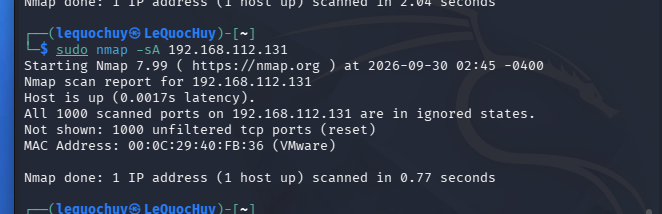 Nmap done: 1 IP address (1 host up) scanned in 2.04 seconds
┌──(lequochuy㉿LeQuocHuy)-[~]
└─$ sudo nmap -sA 192.168.112.131
Starting Nmap 7.99 ( https://nmap.org ) at 2026-09-30 02:45 -0400
Nmap scan report for 192.168.112.131
Host is up (0.0017s latency).
All 1000 scanned ports on 192.168.112.131 are in ignored states.
Not shown: 1000 unfiltered tcp ports (reset)
MAC Address: 00:0C:29:40:FB:36 (VMware)
Nmap done: 1 IP address (1 host up) scanned in 0.77 seconds
┌──(lequochuy㉿LeQuocHuy)-[~]